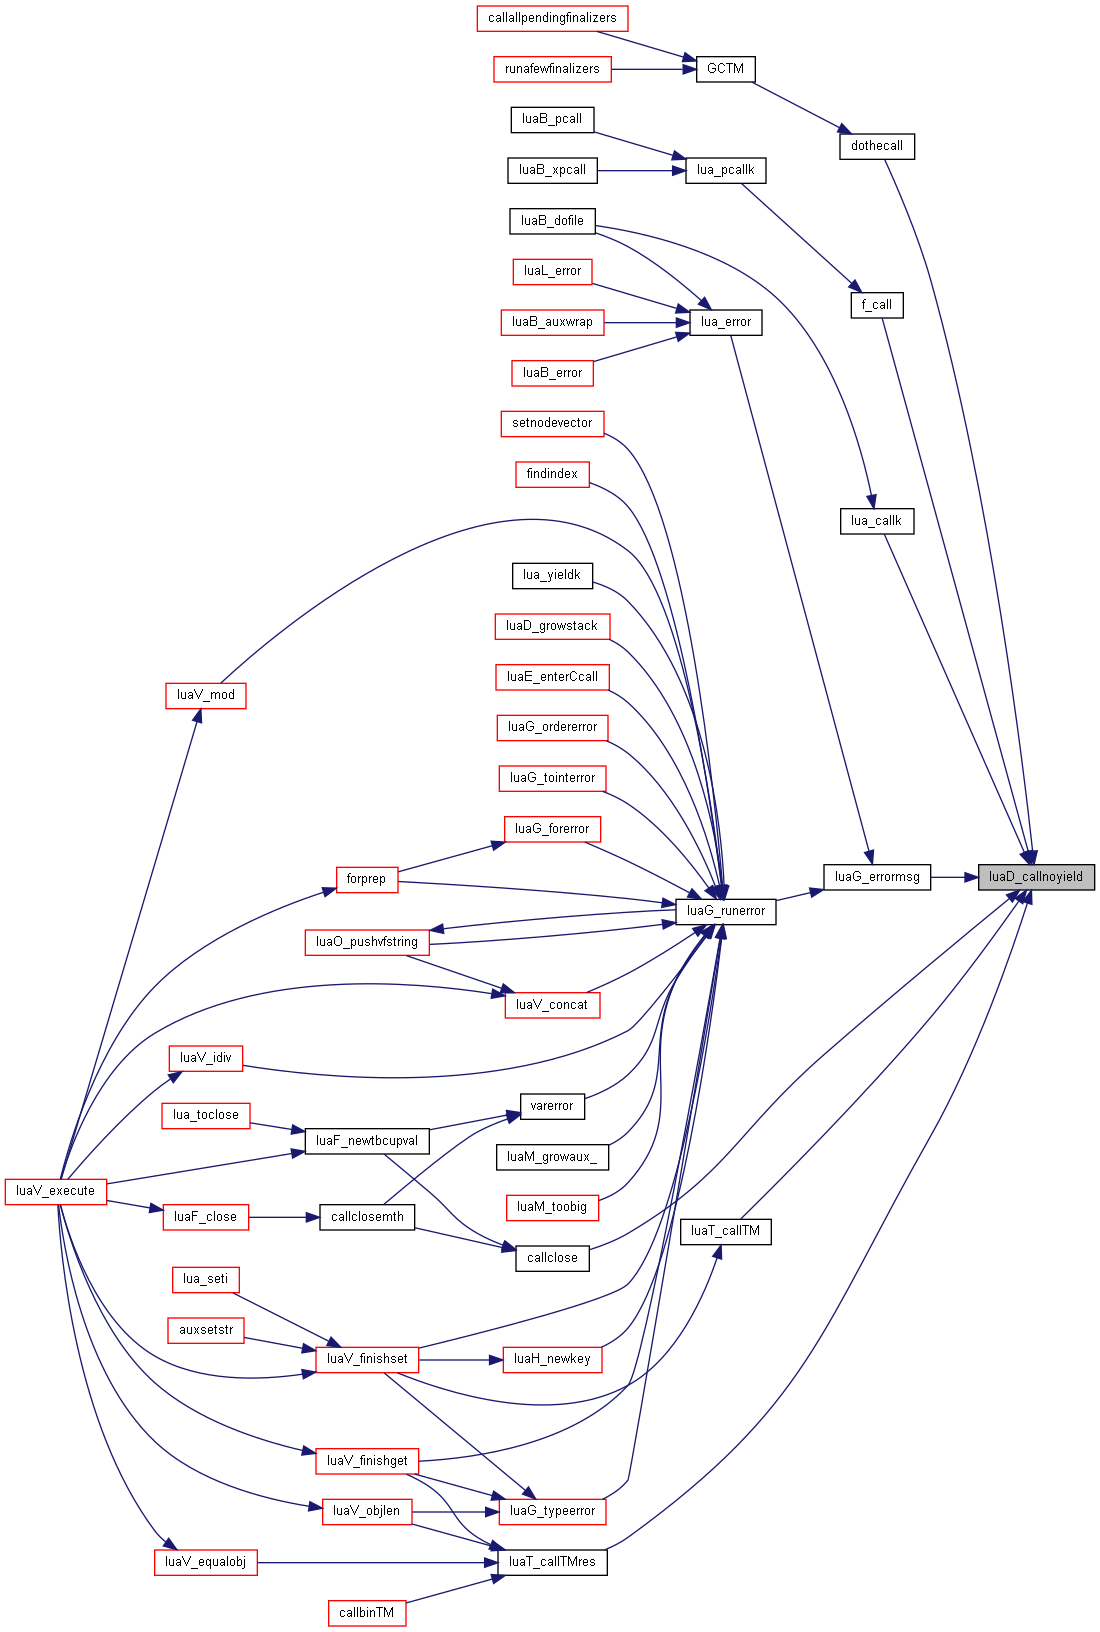 callallpendingfinalizers
runafewfinalizers
GCTM
luaB_pcall
dothecall
luaB_xpcall
lua_pcallk
luaB_dofile
luaL_error
f_call
luaB_auxwrap
lua_error
luaB_error
setnodevector
findindex
lua_callk
lua_yieldk
luaD_growstack
luaE_enterCcall
luaV_mod
luaG_ordererror
luaG_tointerror
luaG_forerror
forprep
luaG_errormsg
luaD_callnoyield
luaG_runerror
luaO_pushvfstring
luaV_concat
luaV_idiv
varerror
lua_toclose
luaF_newtbcupval
luaM_growaux_
luaV_execute
luaM_toobig
luaF_close
callclosemth
luaT_callTM
callclose
lua_seti
auxsetstr
luaV_finishset
luaH_newkey
luaV_finishget
luaV_objlen
luaG_typeerror
luaV_equalobj
luaT_callTMres
callbinTM